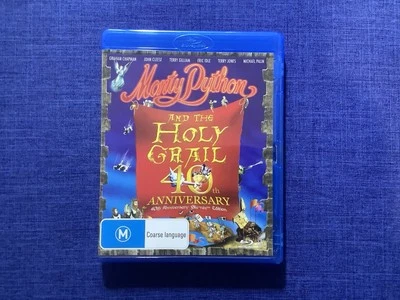 GRAHAM CHAPMAN JOHN CLEESE TERRY GILLIAM ERIC IDLE TERRY JONES MICHAEL PALIN
Monty Python
AND THE
HOLY
GRAIL
40th
ANNIVERSARY
M
Coarse language